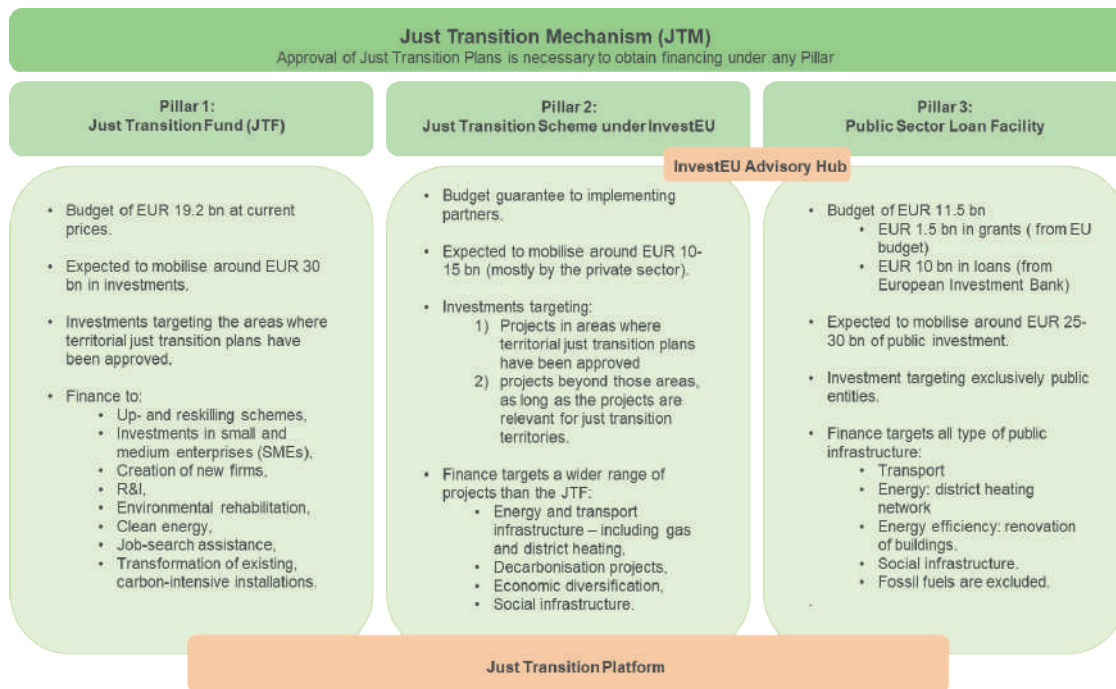 Just Transition Mechanism (JTM)
Approval of Just Transition Plans is necessary to obtain financing under any Pillar
Pillar 1:
Just Transition Fund (JTF)
Pillar 2:
Just Transition Scheme under InvestEU
Pillar 3:
Public Sector Loan Facility
InvestEU Advisory Hub
• Budget of EUR 19.2 bn at current
prices.
• Expected to mobilise around EUR 30
bn in investments.
• Investments targeting the areas where
territorial just transition plans have
been approved.
• Finance to:
• Up- and reskilling schemes,
• Investments in small and
medium enterprises (SMEs),
• Creation of new firms,
• R&I,
• Environmental rehabilitation,
• Clean energy,
• Job-search assistance,
• Transformation of existing,
carbon-intensive installations.
• Budget guarantee to implementing
partners.
• Expected to mobilise around EUR 10-
15 bn (mostly by the private sector).
• Investments targeting:
1) Projects in areas where
territorial just transition plans
have been approved
2) projects beyond those areas,
as long as the projects are
relevant for just transition
territories.
• Finance targets a wider range of
projects than the JTF:
• Energy and transport
infrastructure – including gas
and district heating,
• Decarbonisation projects,
• Economic diversification,
• Social infrastructure.
• Budget of EUR 11.5 bn
• EUR 1.5 bn in grants ( from EU
budget)
• EUR 10 bn in loans (from
European Investment Bank)
• Expected to mobilise around EUR 25-
30 bn of public investment.
• Investment targeting exclusively public
entities.
• Finance targets all type of public
infrastructure:
• Transport
• Energy: district heating
network
• Energy efficiency: renovation
of buildings.
• Social infrastructure.
• Fossil fuels are excluded.
.
Just Transition Platform